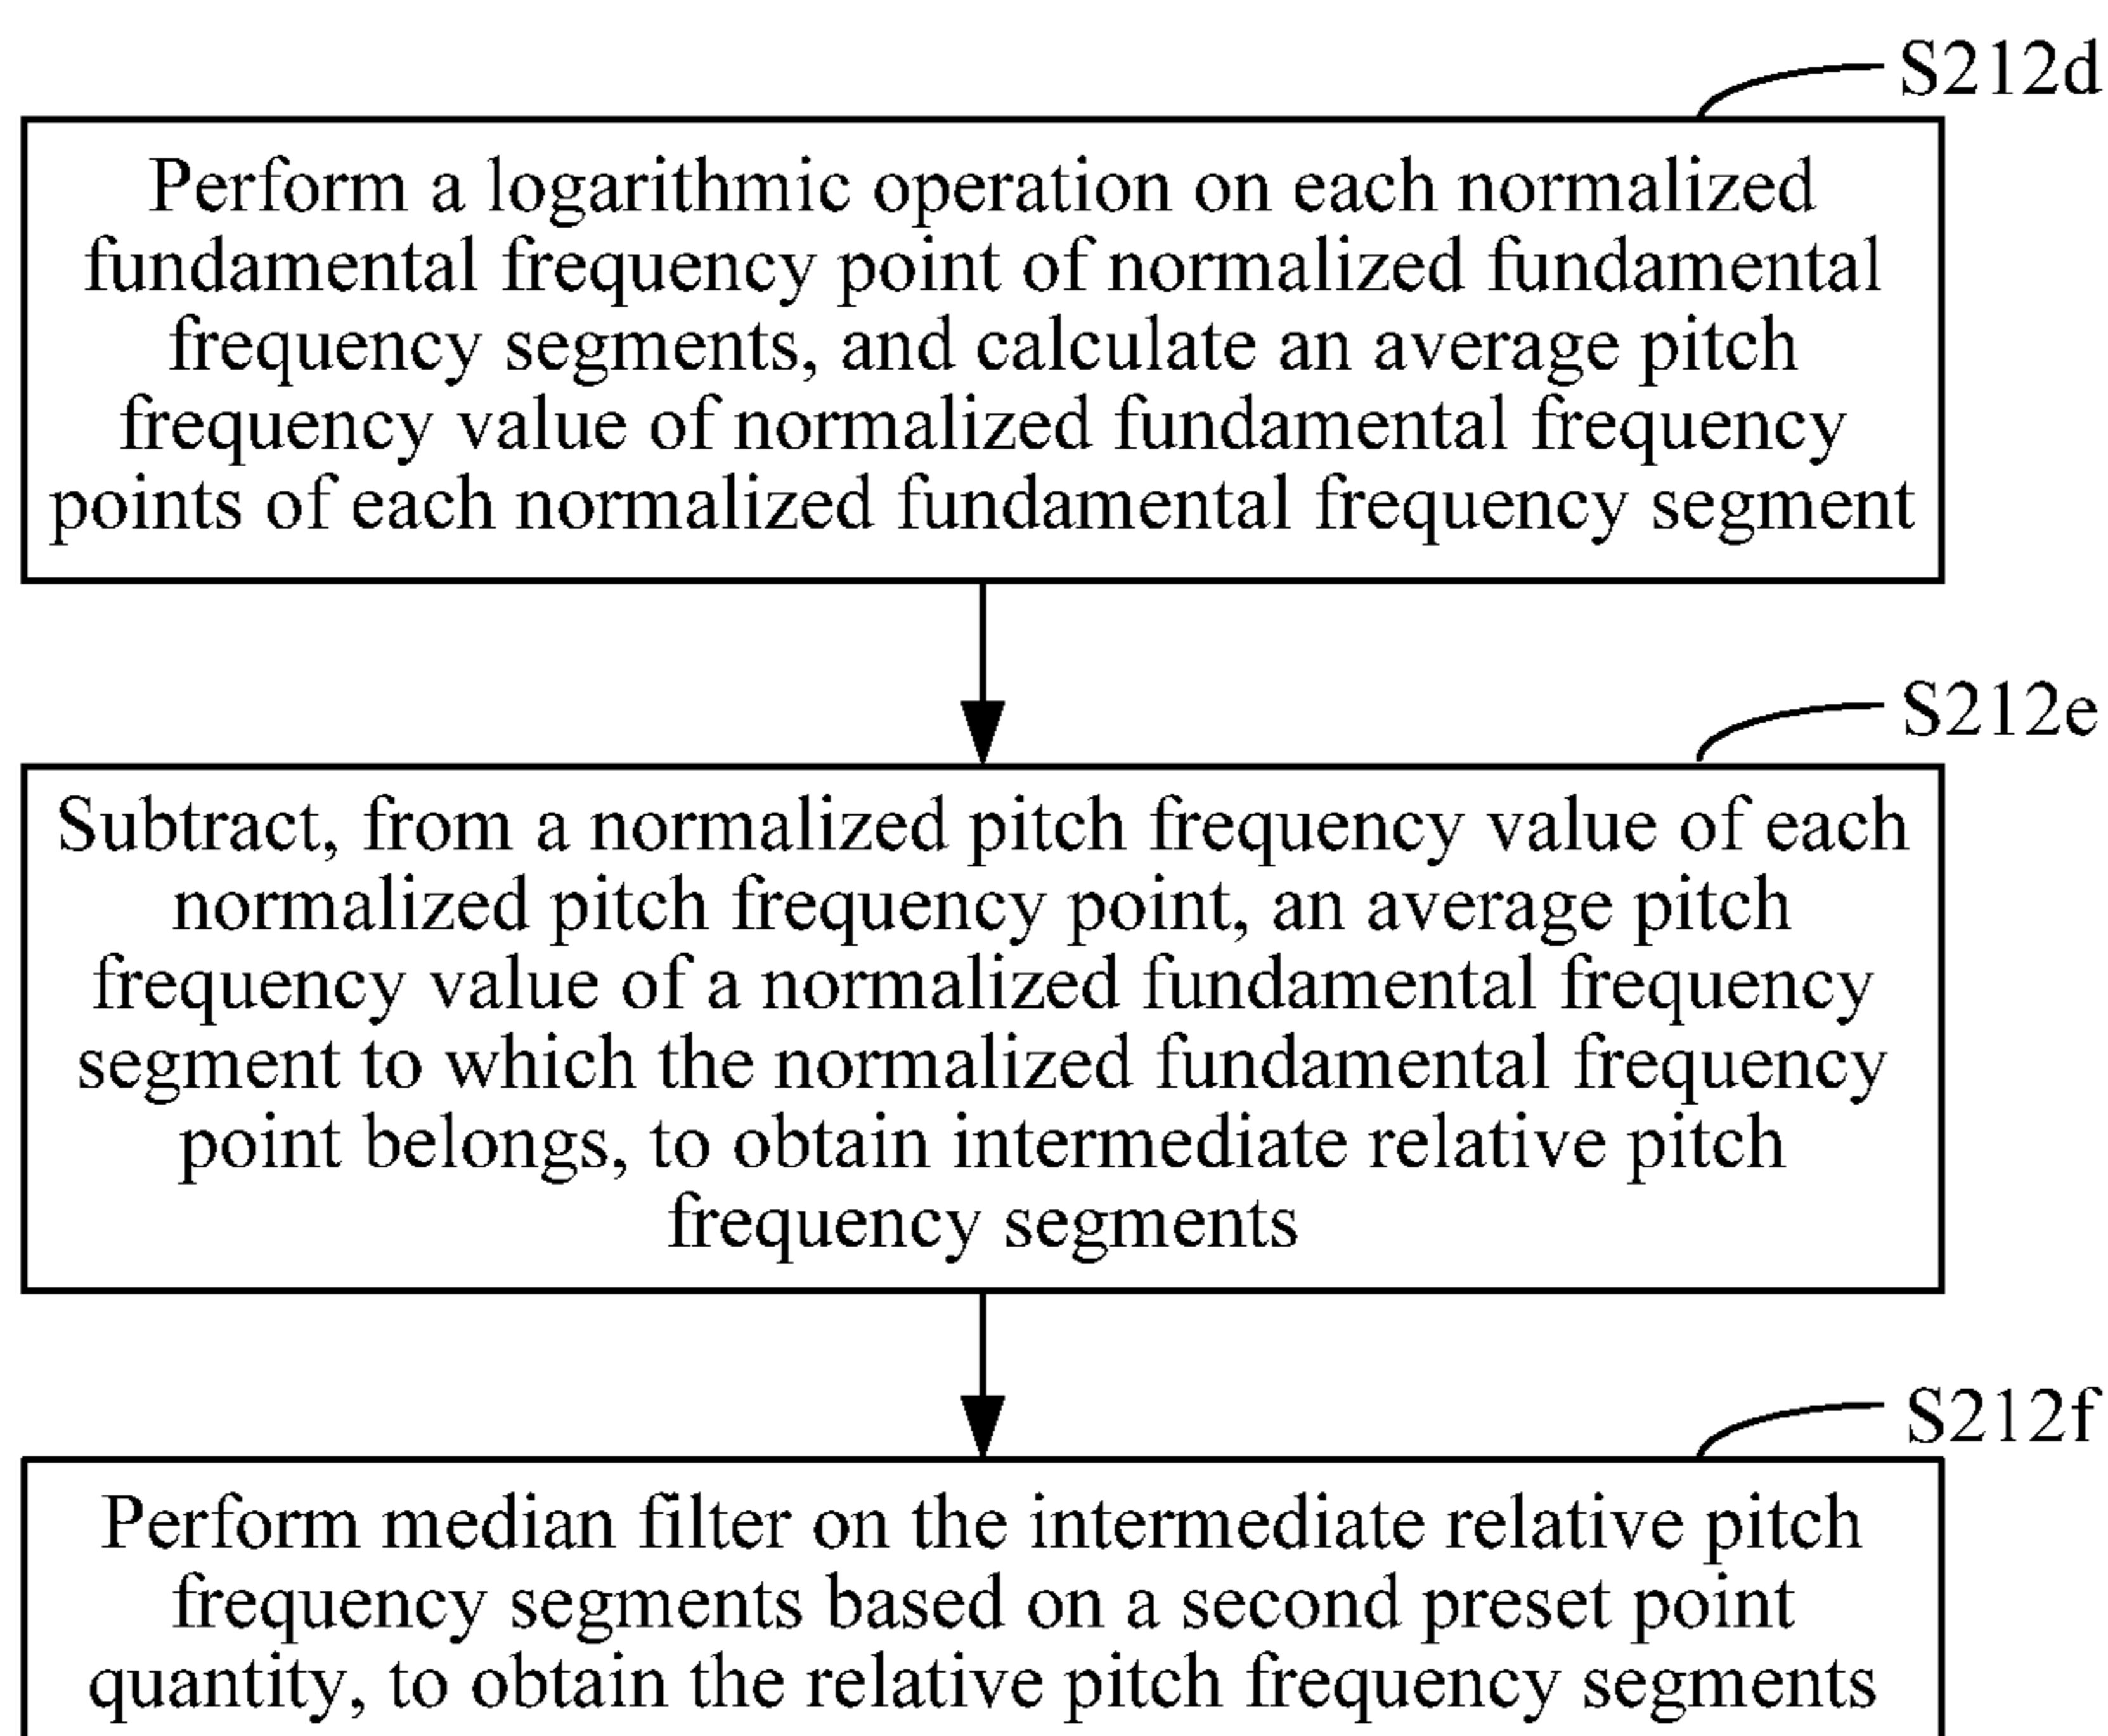 S212d
Perform a logarithmic operation on each normalized
fundamental frequency point of normalized fundamental
frequency segments, and calculate an average pitch
frequency value of normalized fundamental frequency
points of each normalized fundamental frequency segment
S212e
Subtract, from a normalized pitch frequency value of each
normalized pitch frequency point, an average pitch
frequency value of a normalized fundamental frequency
segment to which the normalized fundamental frequency
point belongs, to obtain intermediate relative pitch
frequency segments
S212f
Perform median filter on the intermediate relative pitch
frequency segments based on a second preset point
quantity, to obtain the relative pitch frequency segments